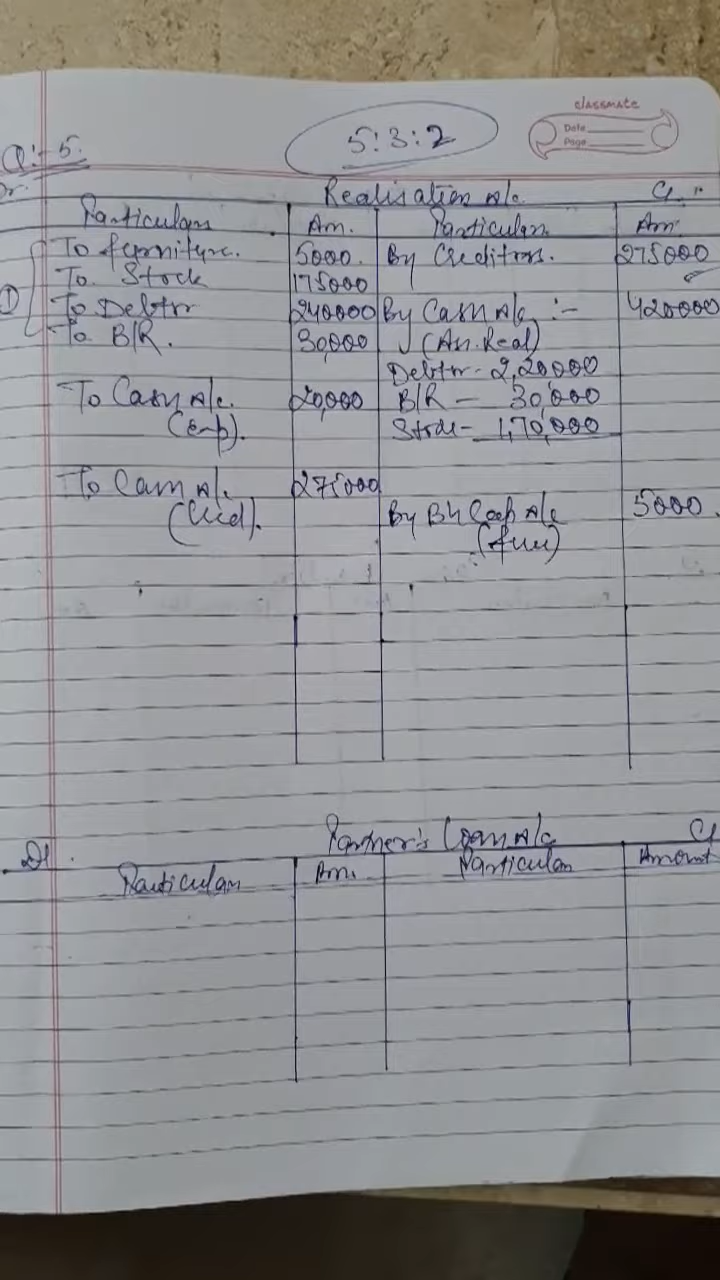 classmate
Date
Page
5:3:2
Q:-5.
Dr. Realisation A/c Cr.
Particulars Am. Particulars Am.
To furniture. 5000. By Creditors. 275000
To Stock 175000
To Debtor 240000 By Cash A/c :- 420000
To B/R. 30,000 (As. Real)
Debtor - 2,20000
To Cash A/c. 20,000 B/R - 30,000
(exp). Stock - 1,70,000
To Cash A/c. 275000
(Cred). By B's Cap A/c 5000.
(fur)
Partner's Loan A/c
Dr. Particulars Am. Particulars Amount
Cr